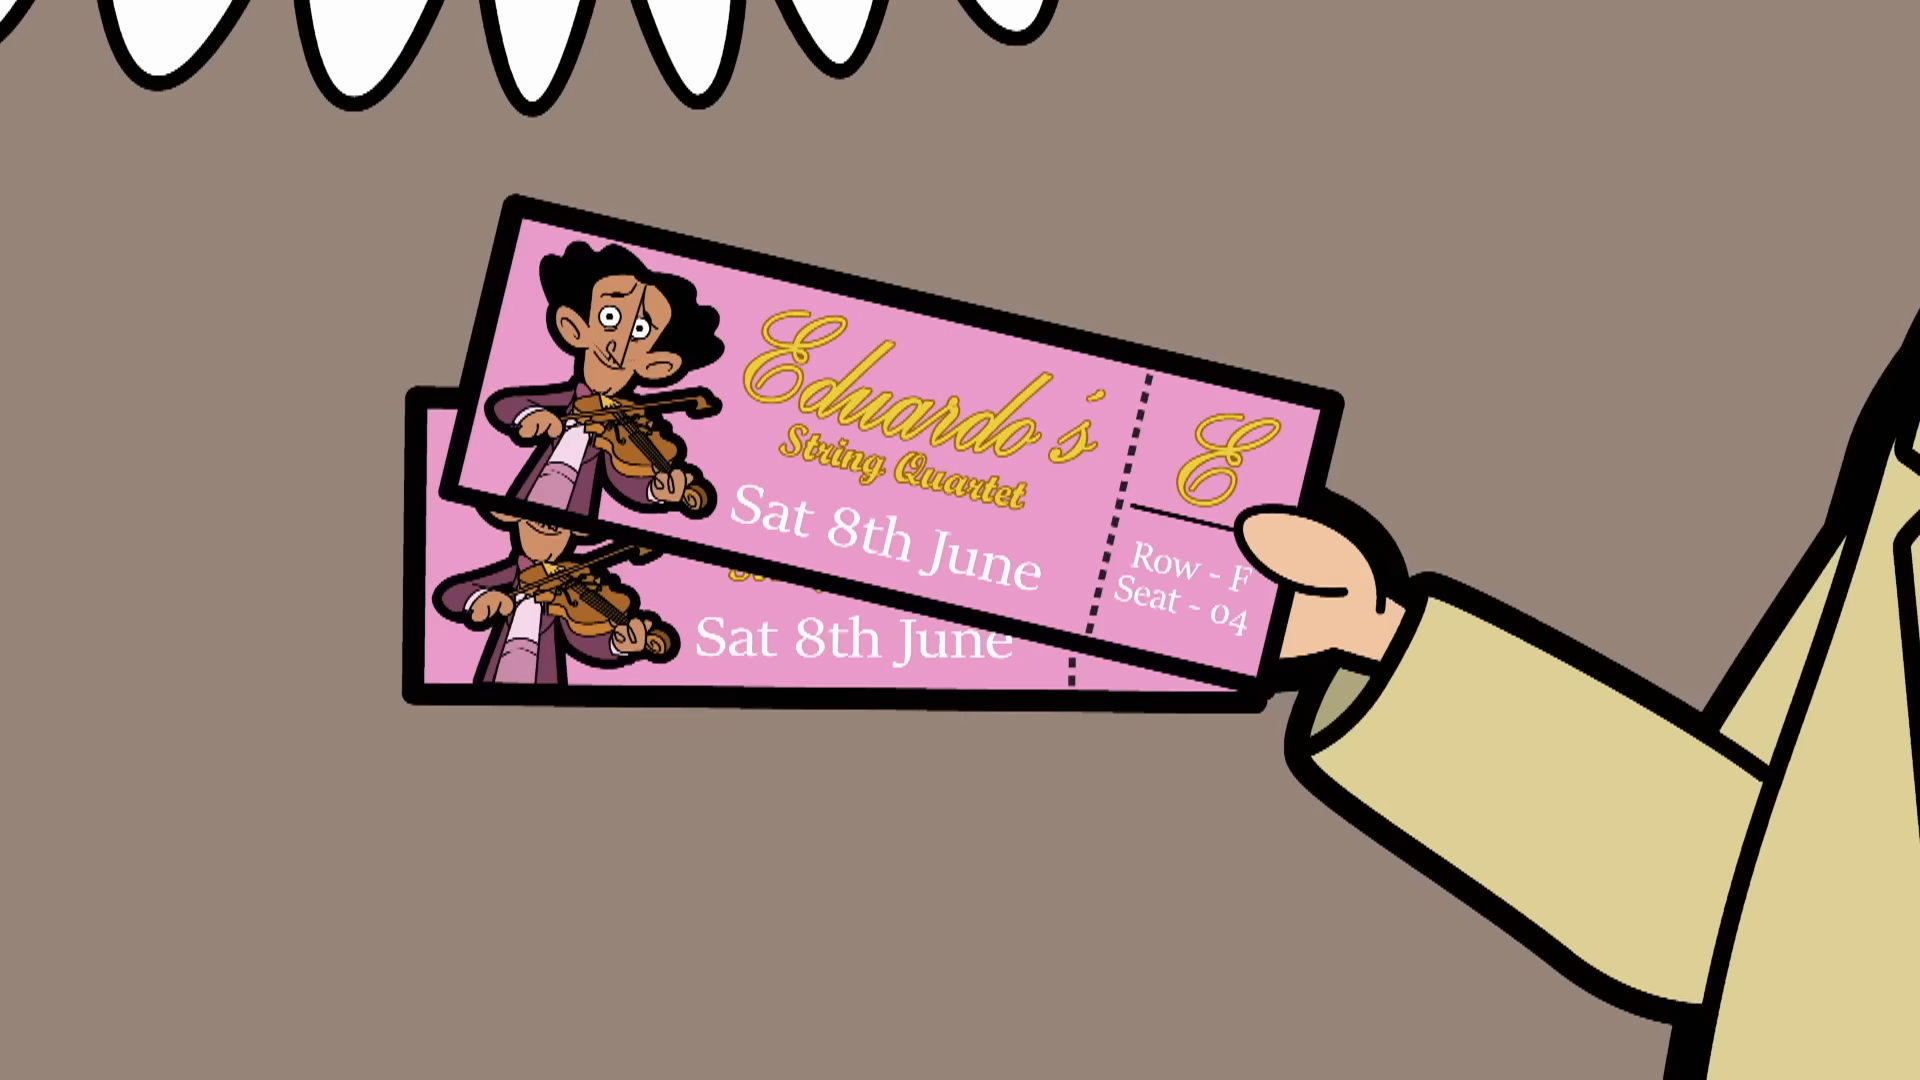 Eduardo's
String Quartet
Sat 8th June
E
Row - F
Seat - 04
Sat 8th June